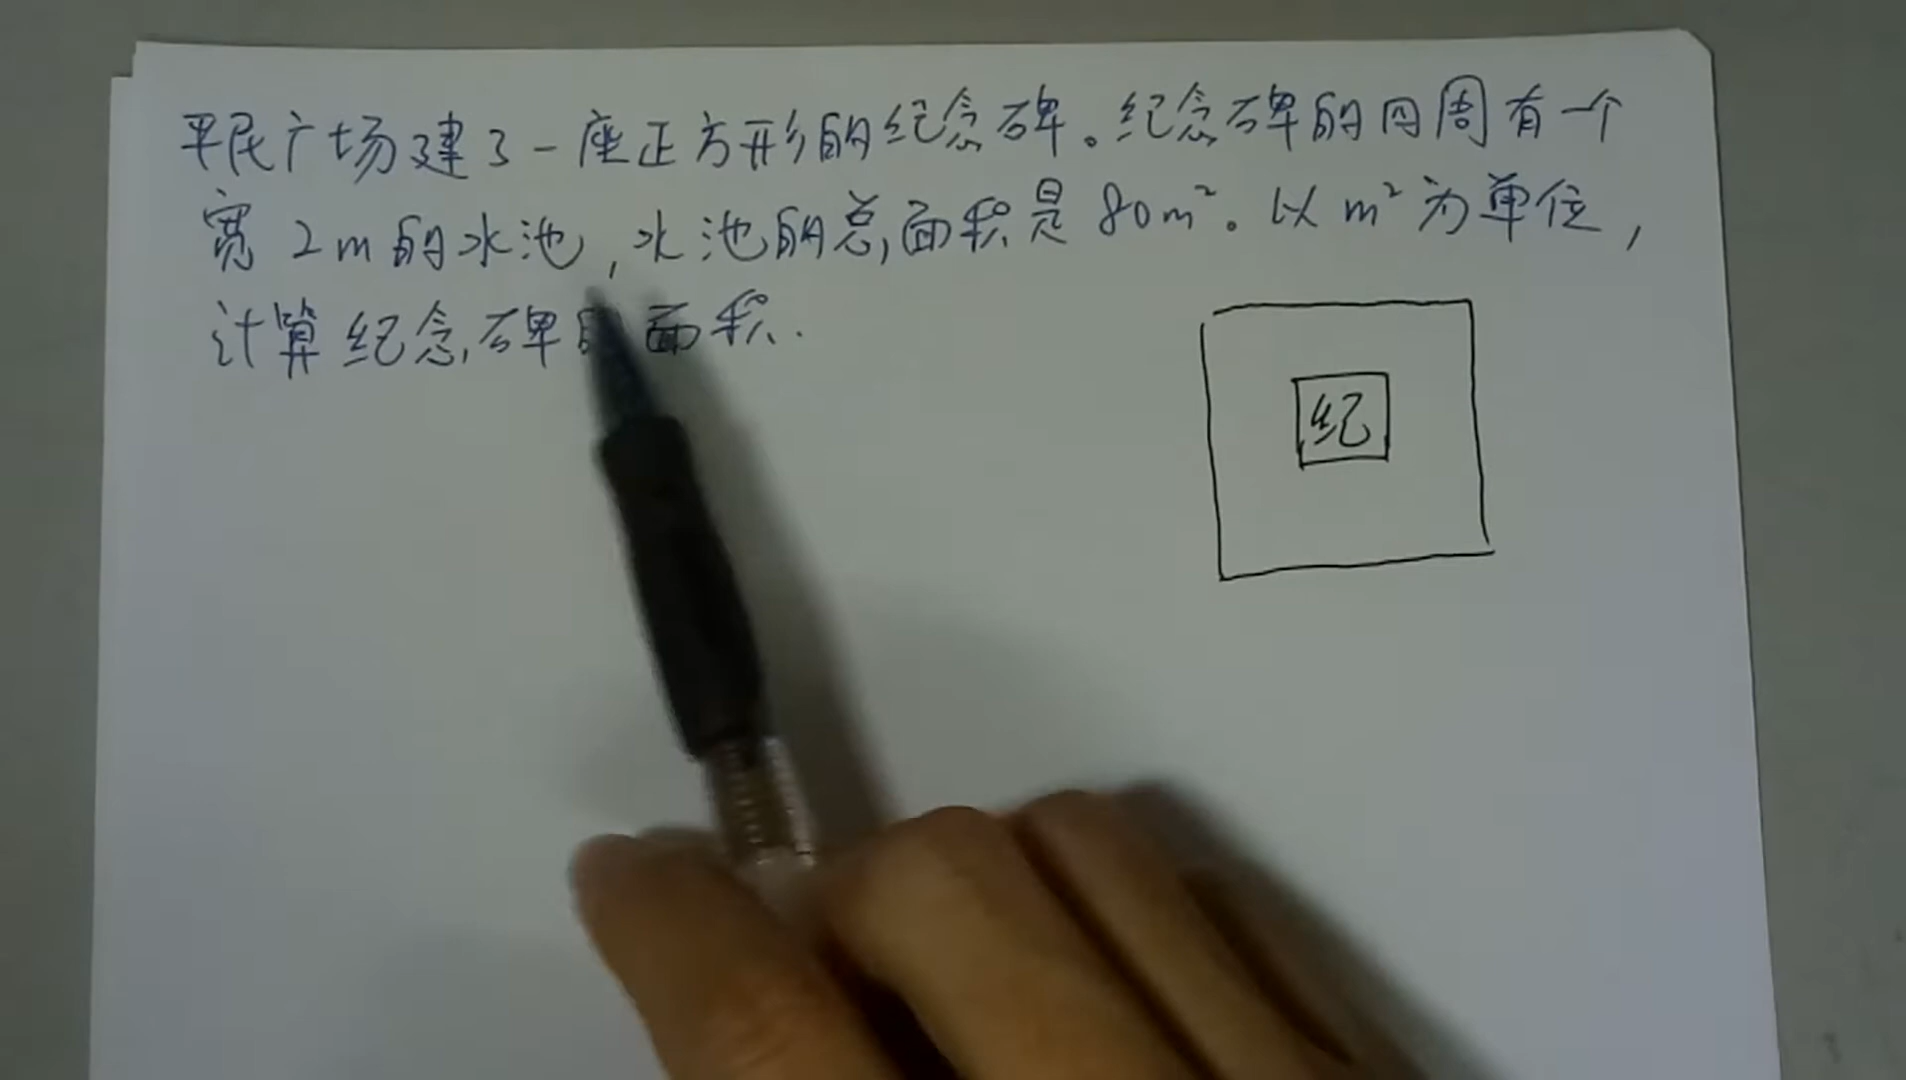 平民广场建了一座正方形的纪念碑。纪念碑的四周有一个
宽2m的水池,水池的总面积是80m²。以m²为单位,
计算纪念碑的面积.
纪